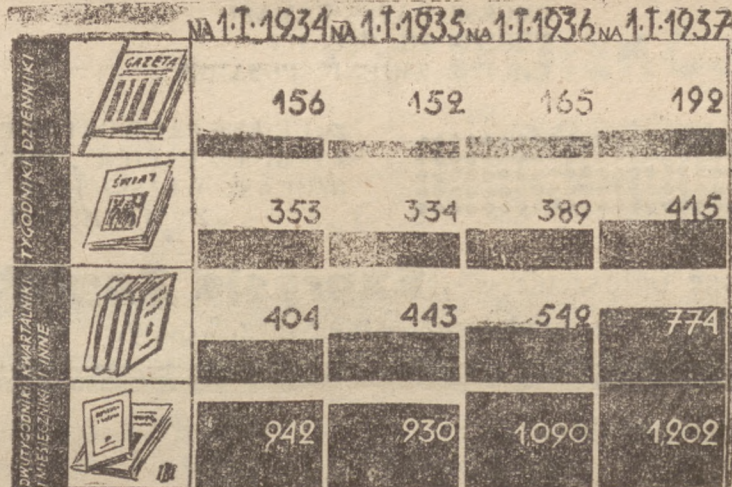 NA 1·I·1934 NA 1·I·1935 NA 1·I·1936 NA 1·I·1937
DZIENNIKI
GAZETA
156 152 165 192
TYGODNIKI
ŚWIAT
353 334 389 415
KWARTALNIKI
I INNE
404 443 549 774
DWUTYGODNIKI
I MIESIĘCZNIKI
942 930 1.090 1.202